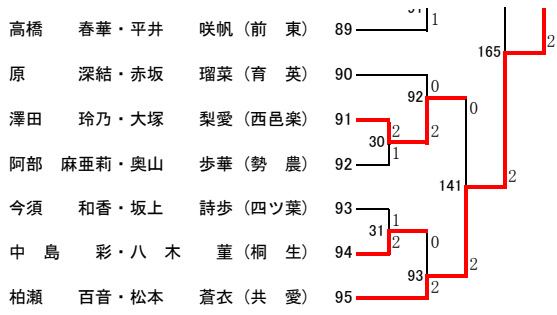 高橋 春華・平井 咲帆(前 東) 89 1
原 深結・赤坂 瑠菜(育 英) 90 0
澤田 玲乃・大塚 梨愛(西邑楽) 91 2
阿部 麻亜莉・奥山 歩華(勢 農) 92 1
今須 和香・坂上 詩歩(四ツ葉) 93 1
中 島 彩・八 木 菫(桐 生) 94 2
柏瀬 百音・松本 蒼衣(共 愛) 95 2
30 2
31 0
92 0
93 2
141 2
165 2